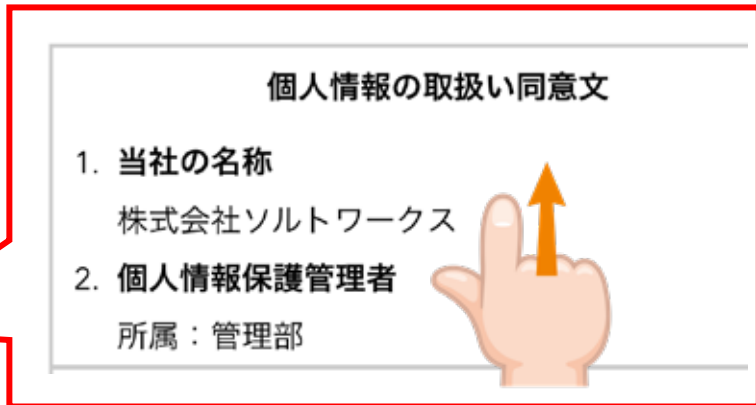 個人情報の取扱い同意文
1. 当社の名称
株式会社ソルトワークス
2. 個人情報保護管理者
所属：管理部